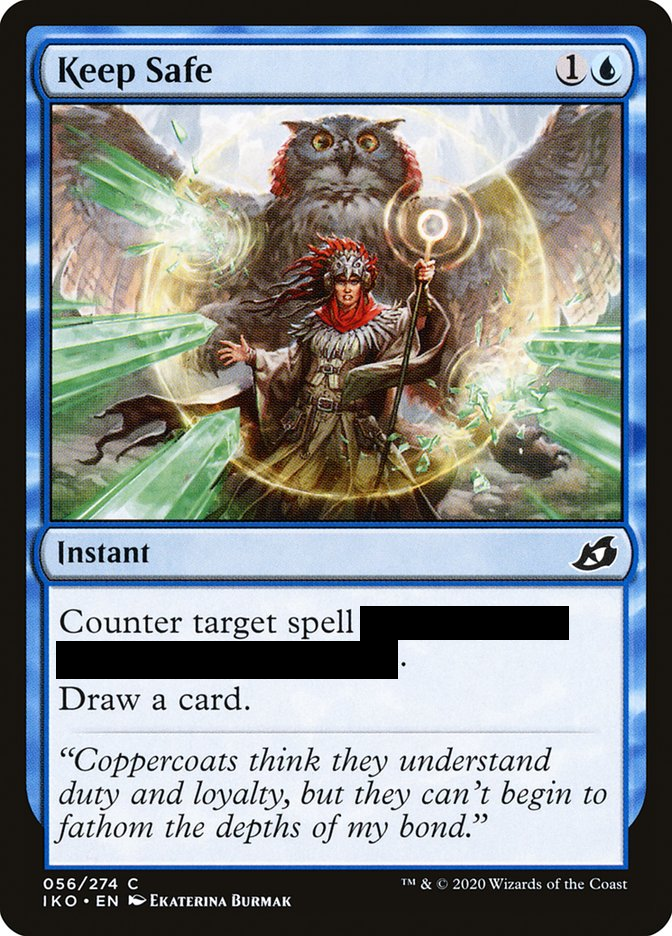 Keep Safe
1
Instant
Counter target spell
.
Draw a card.
“Coppercoats think they understand
duty and loyalty, but they can’t begin to
fathom the depths of my bond.”
056/274 C
IKO • EN Ekaterina Burmak
™ & © 2020 Wizards of the Coast